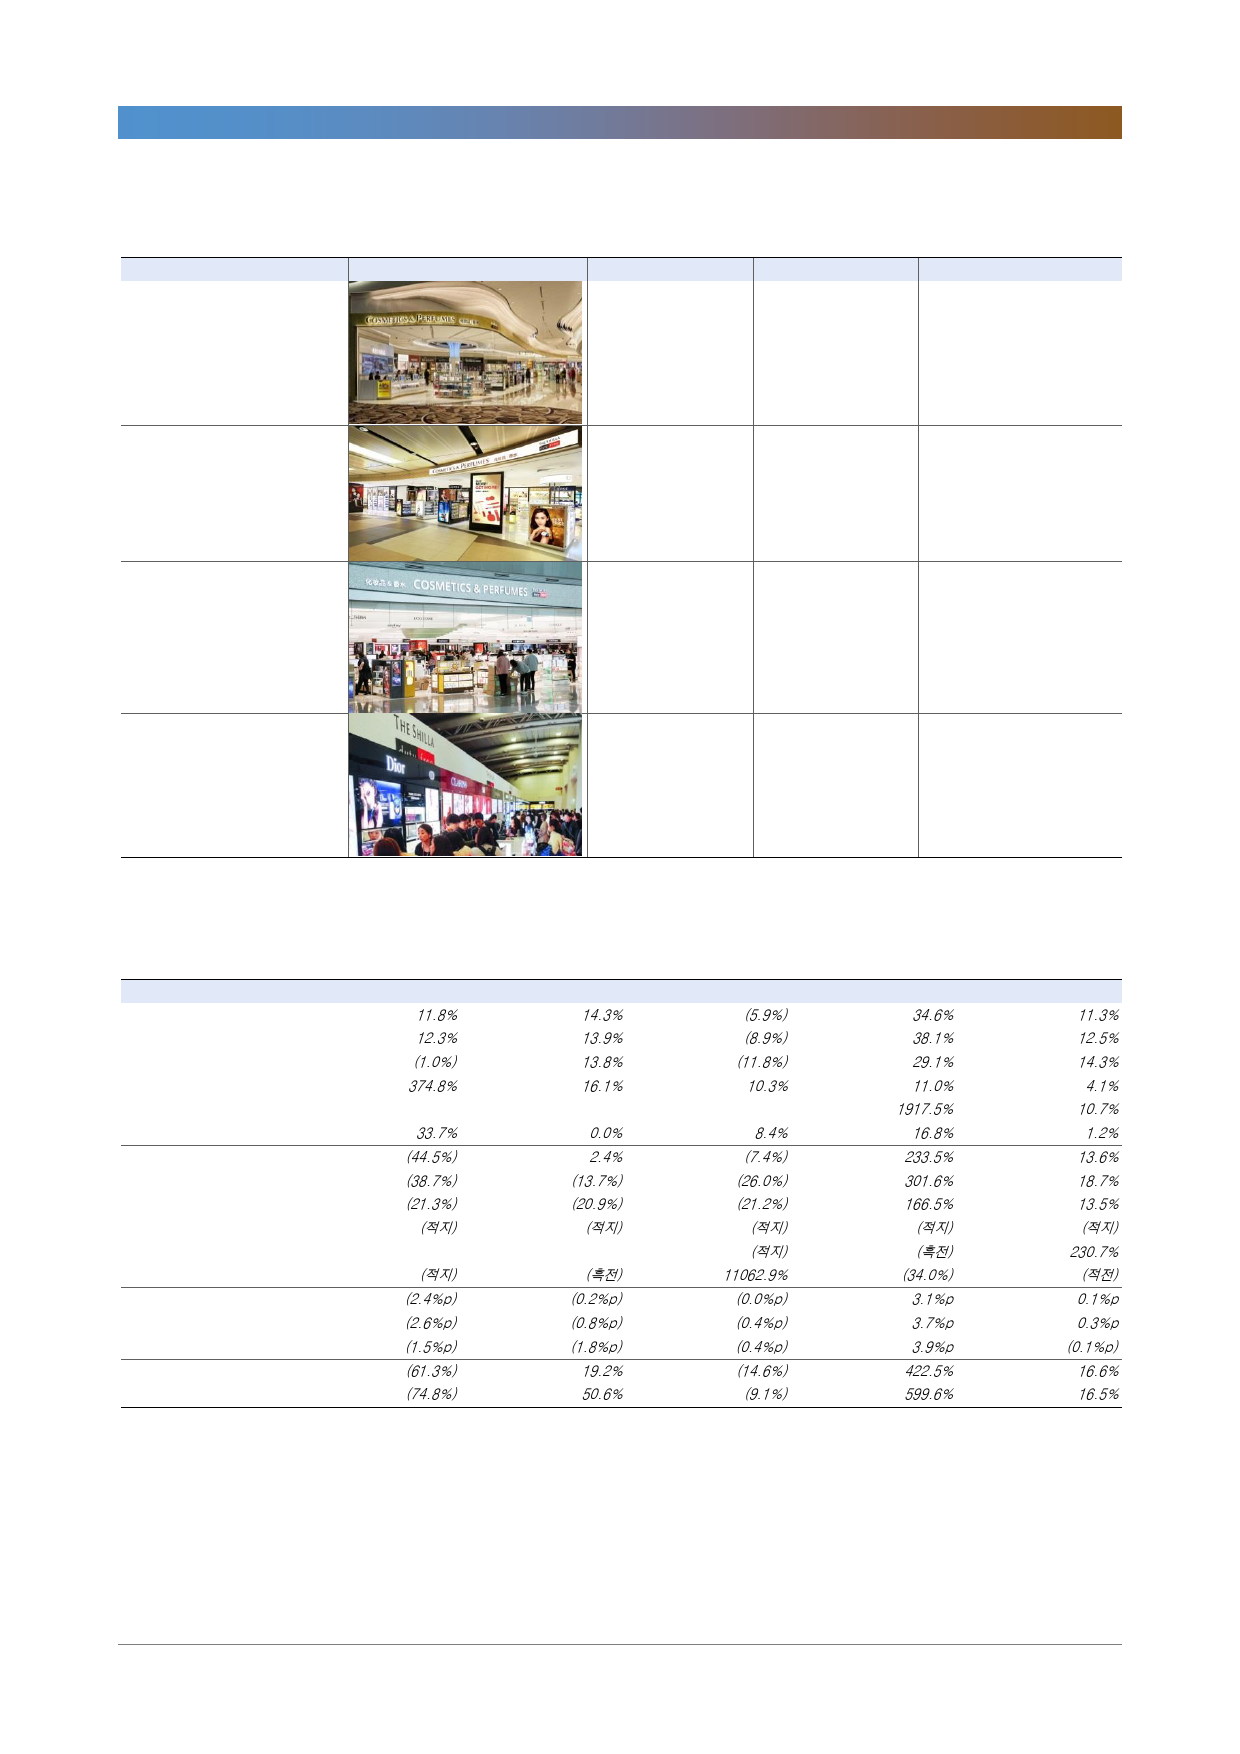 COSMETICS & PERFUMES
COSMETICS & PERFUMES
COSMETICS & PERFUMES
THE SHILLA
duty free
Dior
CLARINS
11.8% 14.3% (5.9%) 34.6% 11.3%
12.3% 13.9% (8.9%) 38.1% 12.5%
(1.0%) 13.8% (11.8%) 29.1% 14.3%
374.8% 16.1% 10.3% 11.0% 4.1%
1917.5% 10.7%
33.7% 0.0% 8.4% 16.8% 1.2%
(44.5%) 2.4% (7.4%) 233.5% 13.6%
(38.7%) (13.7%) (26.0%) 301.6% 18.7%
(21.3%) (20.9%) (21.2%) 166.5% 13.5%
(적지) (적지) (적지) (적지) (적지)
(적지) (흑전) 230.7%
(적지) (흑전) 11062.9% (34.0%) (적전)
(2.4%p) (0.2%p) (0.0%p) 3.1%p 0.1%p
(2.6%p) (0.8%p) (0.4%p) 3.7%p 0.3%p
(1.5%p) (1.8%p) (0.4%p) 3.9%p (0.1%p)
(61.3%) 19.2% (14.6%) 422.5% 16.6%
(74.8%) 50.6% (9.1%) 599.6% 16.5%